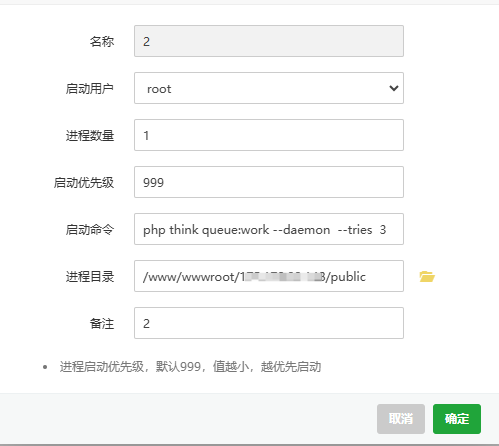 名称 2
启动用户 root
进程数量 1
启动优先级 999
启动命令 php think queue:work --daemon  --tries  3
进程目录 /www/wwwroot/ /public
备注 2
进程启动优先级，默认999，值越小，越优先启动
取消 确定